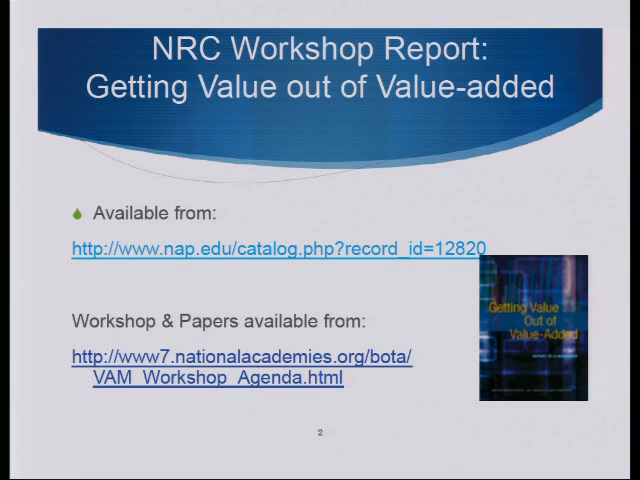 NRC Workshop Report:
Getting Value out of Value-added
Available from:
http://www.nap.edu/catalog.php?record_id=12820
Getting Value
Out of
Value-Added
Workshop & Papers available from:
http://www7.nationalacademies.org/bota/
VAM_Workshop_Agenda.html
2